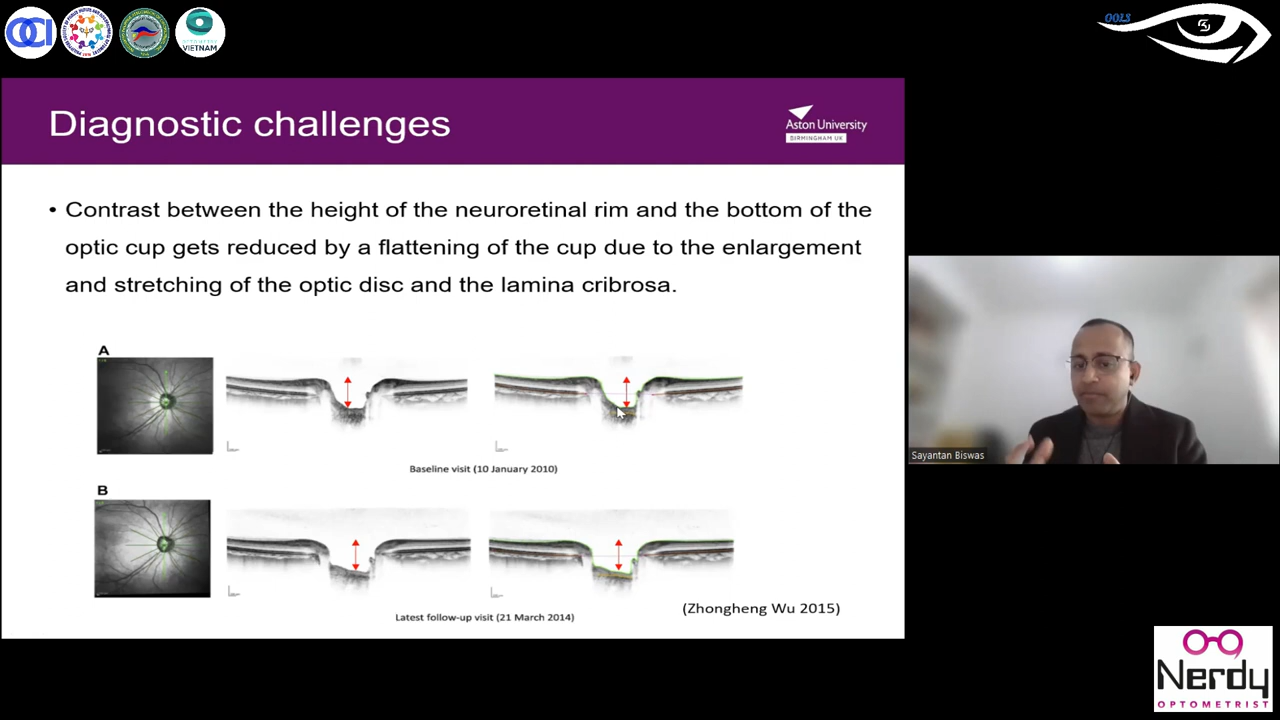 OCI
VIETNAM
OOLS
Diagnostic challenges
Aston University
BIRMINGHAM UK
• Contrast between the height of the neuroretinal rim and the bottom of the
optic cup gets reduced by a flattening of the cup due to the enlargement
and stretching of the optic disc and the lamina cribrosa.
A
Baseline visit (10 January 2010)
B
Latest follow-up visit (21 March 2014)
(Zhongheng Wu 2015)
Sayantan Biswas
Nerdy
OPTOMETRIST